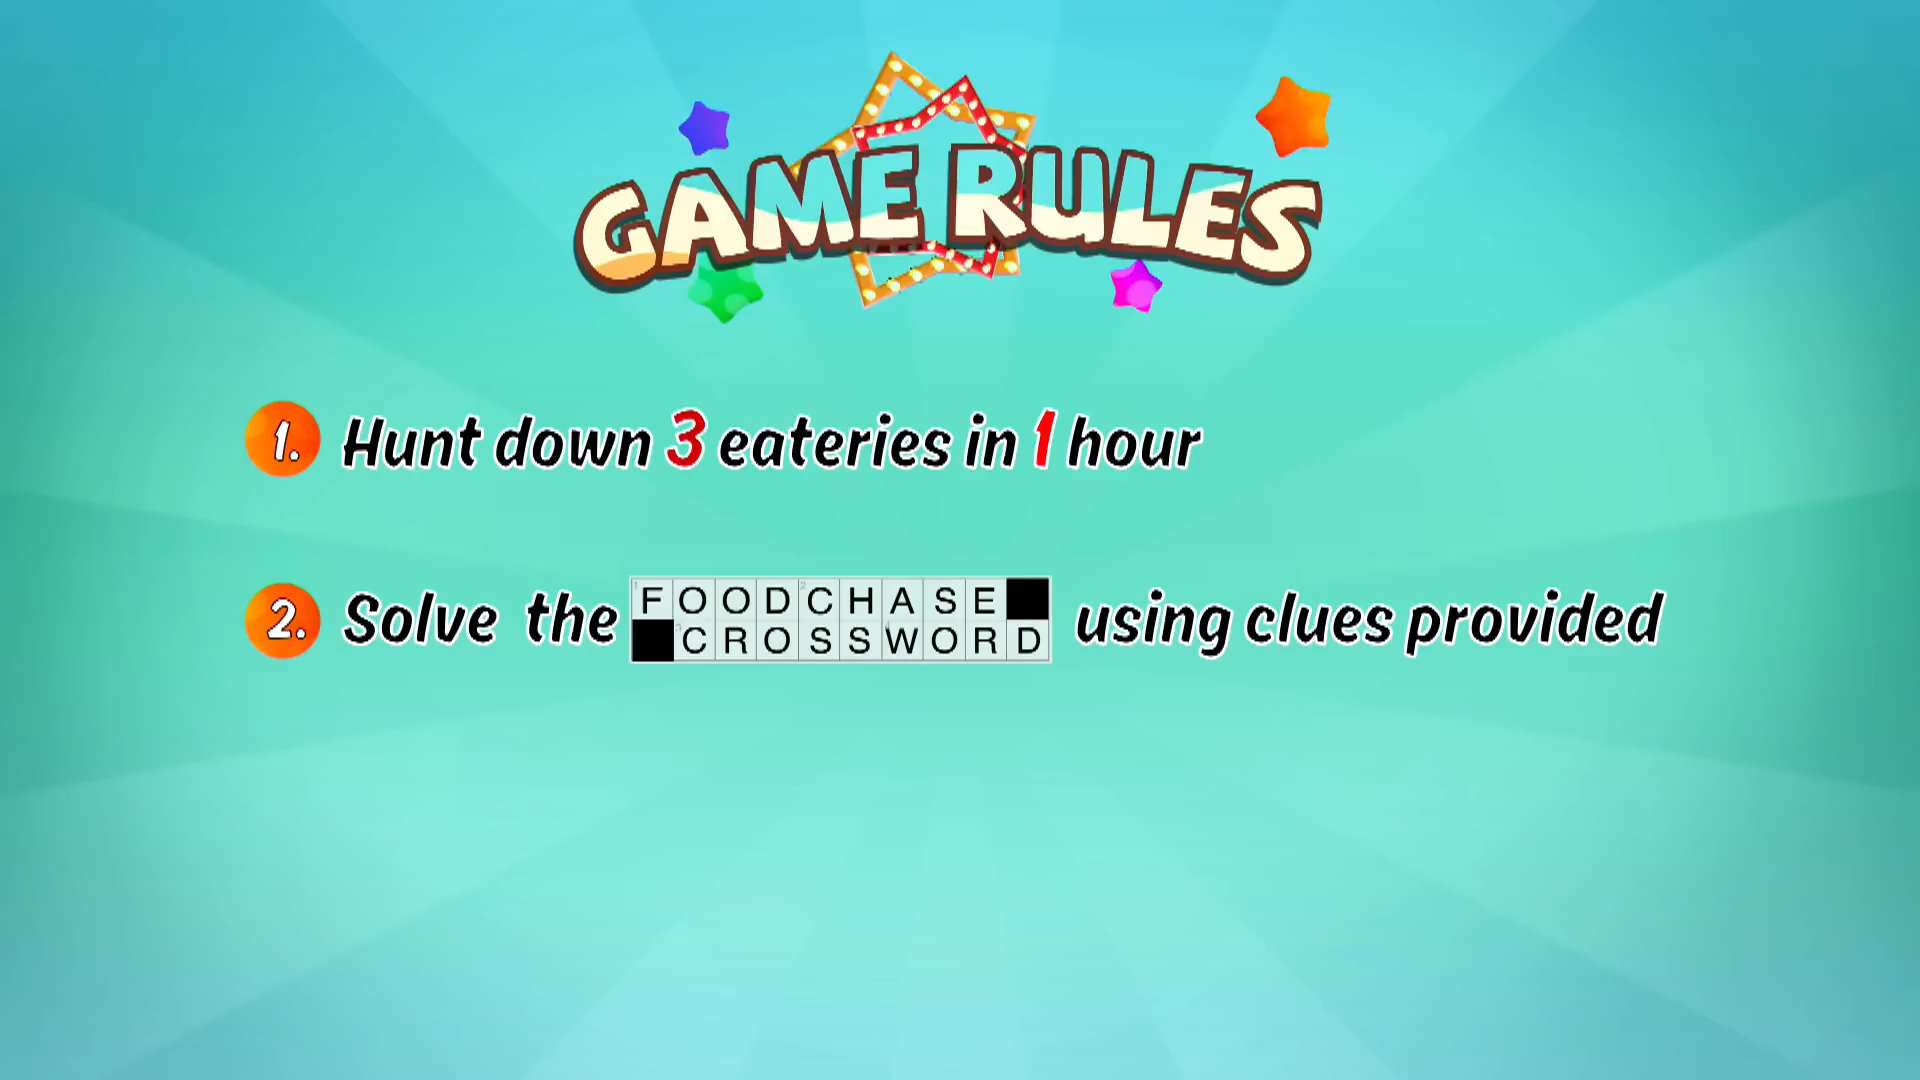 GAME RULES
1. Hunt down 3 eateries in 1 hour
2. Solve the FOODCHASE CROSSWORD using clues provided